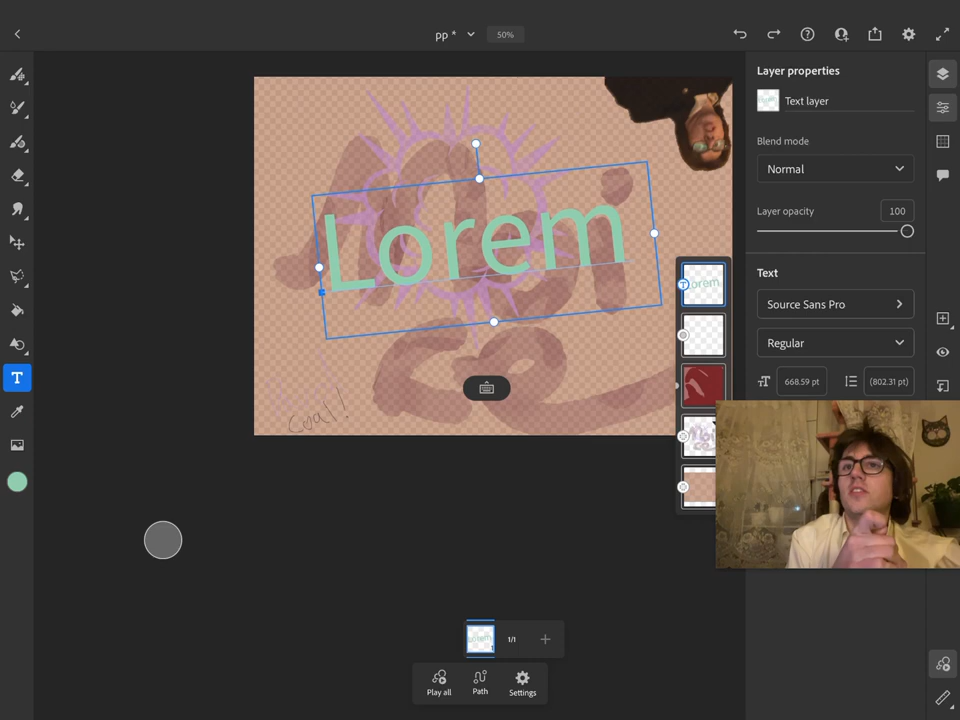 pp *
50%
Layer properties
Text layer
Blend mode
Normal
Layer opacity
100
Text
Source Sans Pro
Regular
668.59 pt
(802.31 pt)
Lorem
Coal!
T
1/1
Play all
Path
Settings